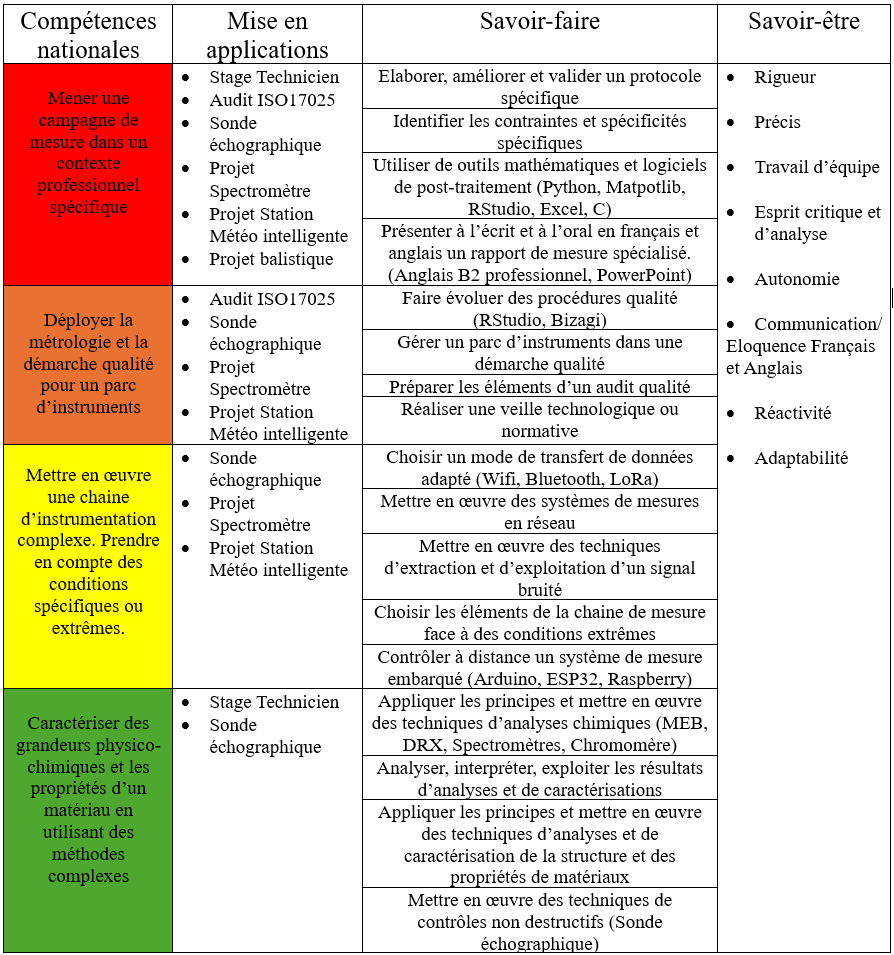 Compétences
nationales
Mise en
applications
Savoir-faire
Savoir-être
Mener une
campagne de
mesure dans un
contexte
professionnel
spécifique
• Stage Technicien
• Audit ISO17025
• Sonde
échographique
• Projet
Spectromètre
• Projet Station
Météo intelligente
• Projet balistique
Elaborer, améliorer et valider un protocole
spécifique
Identifier les contraintes et spécificités
spécifiques
Utiliser de outils mathématiques et logiciels
de post-traitement (Python, Matpotlib,
RStudio, Excel, C)
Présenter à l’écrit et à l’oral en français et
anglais un rapport de mesure spécialisé.
(Anglais B2 professionnel, PowerPoint)
• Rigueur
• Précis
• Travail d’équipe
• Esprit critique et
d’analyse
• Autonomie
• Communication/
Eloquence Français
et Anglais
• Réactivité
• Adaptabilité
Déployer la
métrologie et la
démarche qualité
pour un parc
d’instruments
• Audit ISO17025
• Sonde
échographique
• Projet
Spectromètre
• Projet Station
Météo intelligente
Faire évoluer des procédures qualité
(RStudio, Bizagi)
Gérer un parc d’instruments dans une
démarche qualité
Préparer les éléments d’un audit qualité
Réaliser une veille technologique ou
normative
Mettre en œuvre
une chaine
d’instrumentation
complexe. Prendre
en compte des
conditions
spécifiques ou
extrêmes.
• Sonde
échographique
• Projet
Spectromètre
• Projet Station
Météo intelligente
Choisir un mode de transfert de données
adapté (Wifi, Bluetooth, LoRa)
Mettre en œuvre des systèmes de mesures
en réseau
Mettre en œuvre des techniques
d’extraction et d’exploitation d’un signal
bruité
Choisir les éléments de la chaine de mesure
face à des conditions extrêmes
Contrôler à distance un système de mesure
embarqué (Arduino, ESP32, Raspberry)
Caractériser des
grandeurs physico-
chimiques et les
propriétés d’un
matériau en
utilisant des
méthodes
complexes
• Stage Technicien
• Sonde
échographique
Appliquer les principes et mettre en œuvre
des techniques d’analyses chimiques (MEB,
DRX, Spectromètres, Chromomère)
Analyser, interpréter, exploiter les résultats
d’analyses et de caractérisations
Appliquer les principes et mettre en œuvre
des techniques d’analyses et de
caractérisation de la structure et des
propriétés de matériaux
Mettre en œuvre des techniques de
contrôles non destructifs (Sonde
échographique)